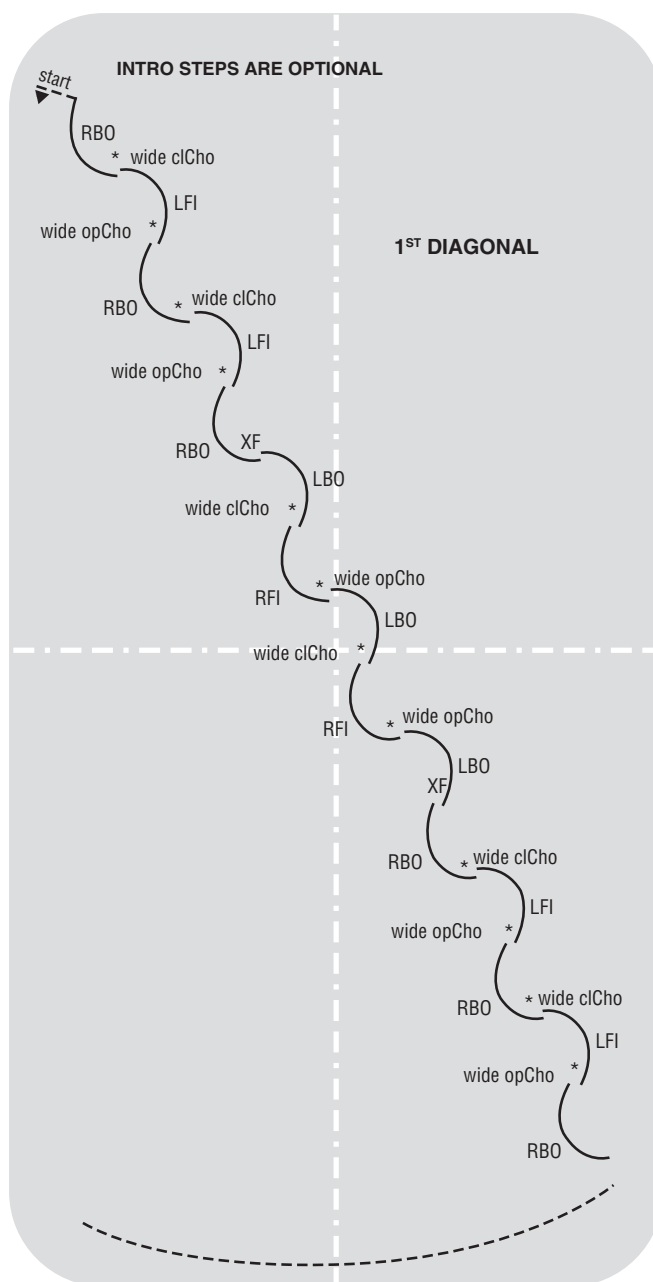 INTRO STEPS ARE OPTIONAL
start
RBO
* wide clCho
LFI
wide opCho *
1ST DIAGONAL
RBO
* wide clCho
LFI
wide opCho *
RBO
XF
LBO
wide clCho *
* wide opCho
RFI
LBO
wide clCho *
* wide opCho
RFI
LBO
XF
RBO
* wide clCho
LFI
wide opCho *
RBO
* wide clCho
LFI
wide opCho *
RBO